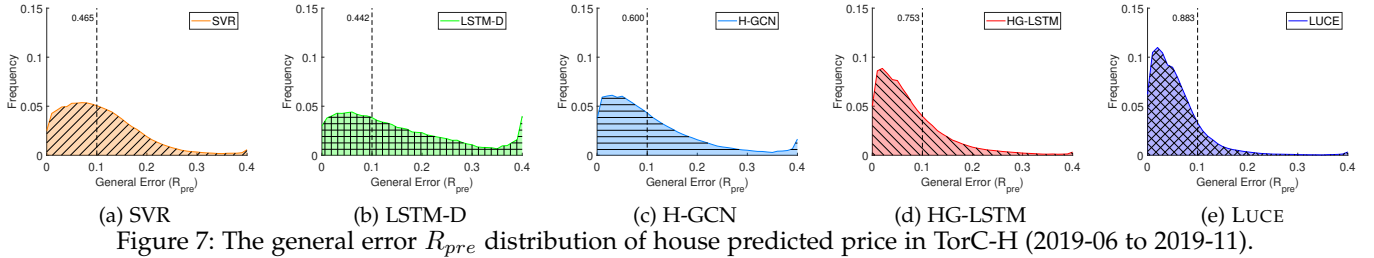 0.465
SVR
0.15
0.1
0.05
0
Frequency
0 0.1 0.2 0.3 0.4
General Error (R_pre)
(a) SVR
0.442
LSTM-D
0.15
0.1
0.05
0
Frequency
0 0.1 0.2 0.3 0.4
General Error (R_pre)
(b) LSTM-D
0.600
H-GCN
0.15
0.1
0.05
0
Frequency
0 0.1 0.2 0.3 0.4
General Error (R_pre)
(c) H-GCN
0.753
HG-LSTM
0.15
0.1
0.05
0
Frequency
0 0.1 0.2 0.3 0.4
General Error (R_pre)
(d) HG-LSTM
0.883
LUCE
0.15
0.1
0.05
0
Frequency
0 0.1 0.2 0.3 0.4
General Error (R_pre)
(e) LUCE
Figure 7: The general error R_pre distribution of house predicted price in TorC-H (2019-06 to 2019-11).